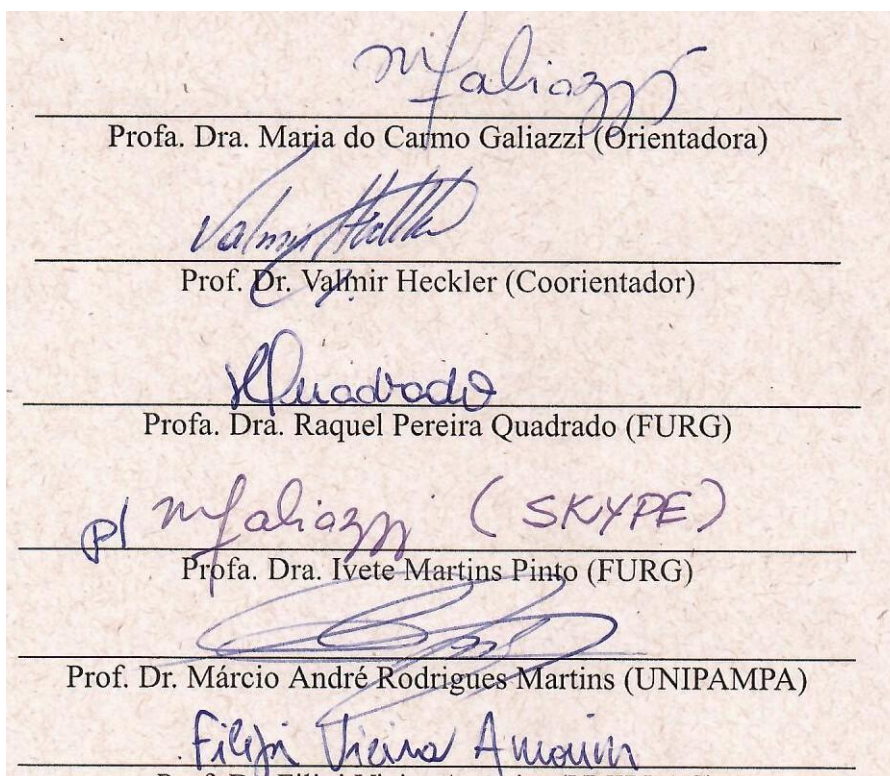 MGaliazzi
Profa. Dra. Maria do Carmo Galiazzi (Orientadora)
Valmir Heckler
Prof. Dr. Valmir Heckler (Coorientador)
RQuadrado
Profa. Dra. Raquel Pereira Quadrado (FURG)
p/ MGaliazzi (SKYPE)
Profa. Dra. Ivete Martins Pinto (FURG)
Prof. Dr. Márcio André Rodrigues Martins (UNIPAMPA)
Filipi Vieira Amorim